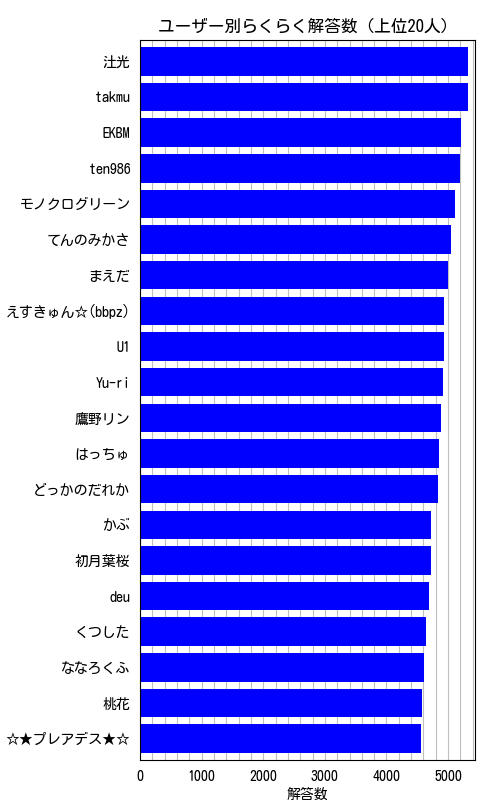 ユーザー別らくらく解答数（上位20人）
辻光
takmu
EKBM
ten986
モノクログリーン
てんのみかさ
まえだ
えすきゅん☆(bbpz)
U1
Yu-ri
鷹野リン
はっちゅ
どっかのだれか
かぶ
初月葉桜
deu
くつした
ななろくふ
桃花
☆★プレアデス★☆
0 1000 2000 3000 4000 5000
解答数